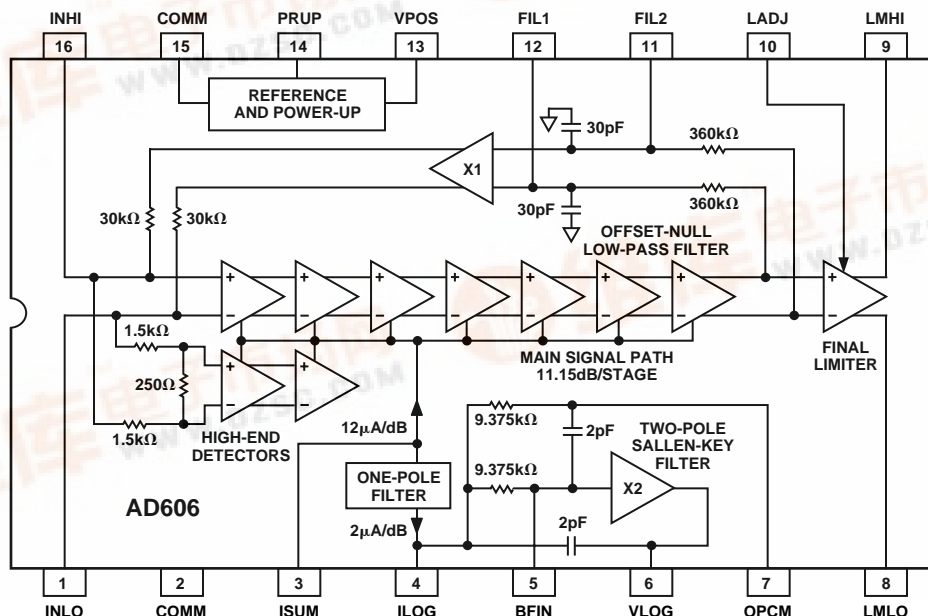 INHI COMM PRUP VPOS FIL1 FIL2 LADJ LMHI
16 15 14 13 12 11 10 9
REFERENCE
AND POWER-UP
30pF
360kΩ
X1
30kΩ 30kΩ
30pF
360kΩ
OFFSET-NULL
LOW-PASS FILTER
1.5kΩ
250Ω
1.5kΩ
HIGH-END
DETECTORS
MAIN SIGNAL PATH
11.15dB/STAGE
FINAL
LIMITER
12µA/dB
ONE-POLE
FILTER
2µA/dB
9.375kΩ
2pF
TWO-POLE
SALLEN-KEY
FILTER
9.375kΩ
X2
2pF
AD606
1 2 3 4 5 6 7 8
INLO COMM ISUM ILOG BFIN VLOG OPCM LMLO